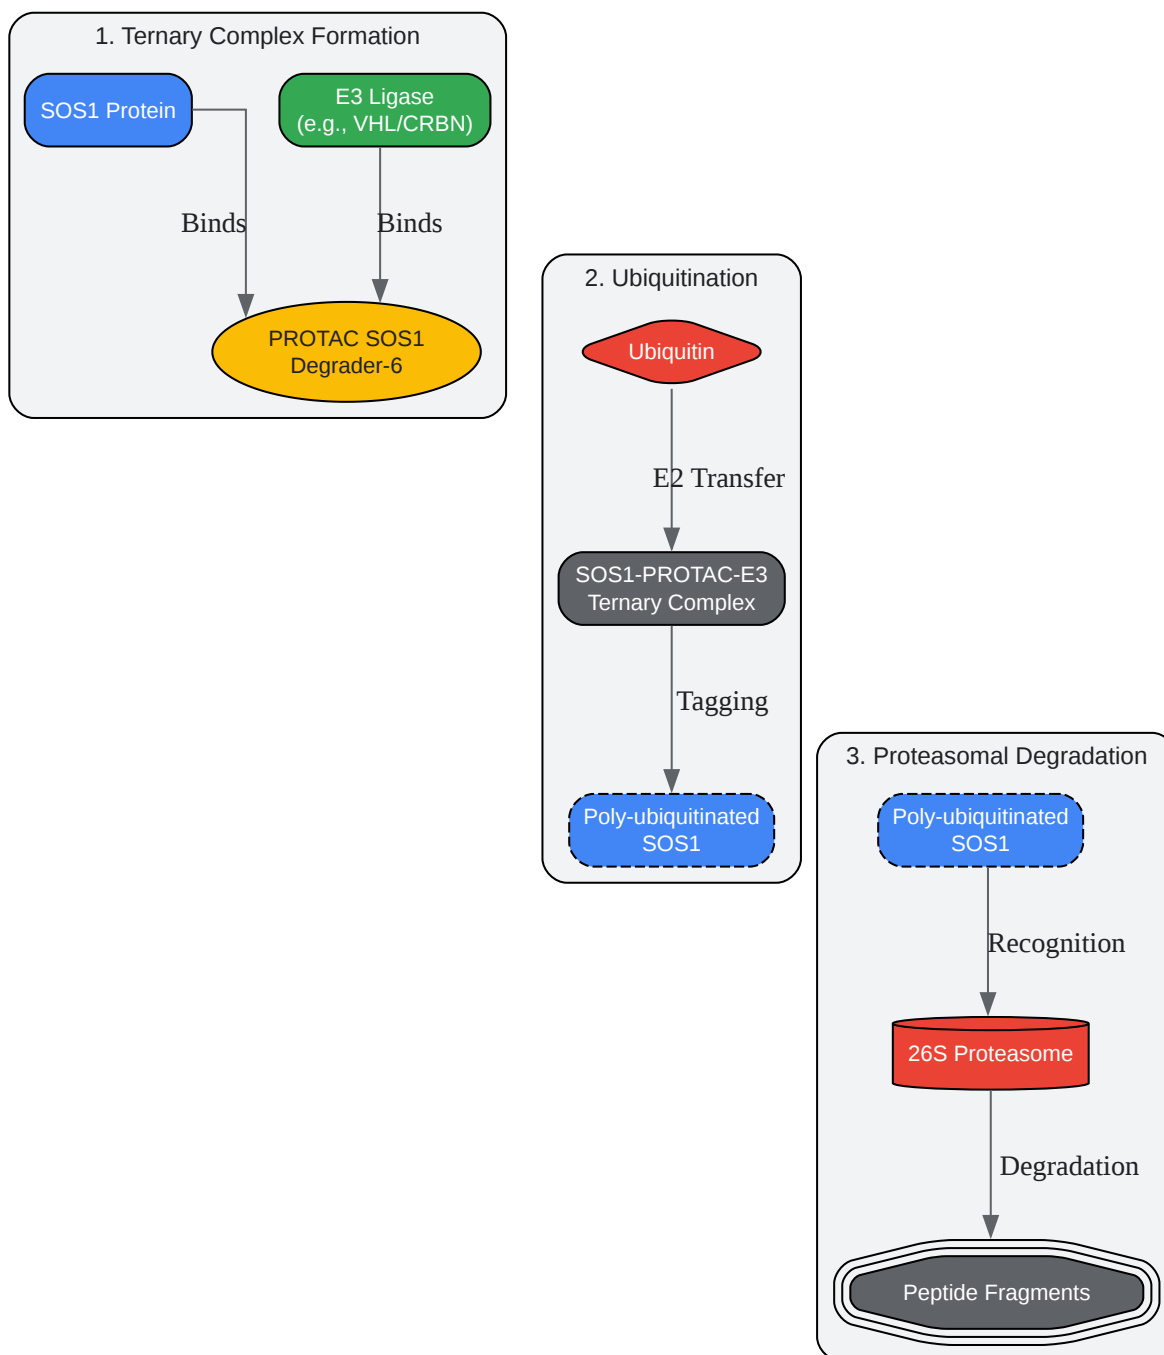 1. Ternary Complex Formation
SOS1 Protein
E3 Ligase
(e.g., VHL/CRBN)
Binds
Binds
PROTAC SOS1
Degrader-6
2. Ubiquitination
Ubiquitin
E2 Transfer
SOS1-PROTAC-E3
Ternary Complex
Tagging
Poly-ubiquitinated
SOS1
3. Proteasomal Degradation
Poly-ubiquitinated
SOS1
Recognition
26S Proteasome
Degradation
Peptide Fragments